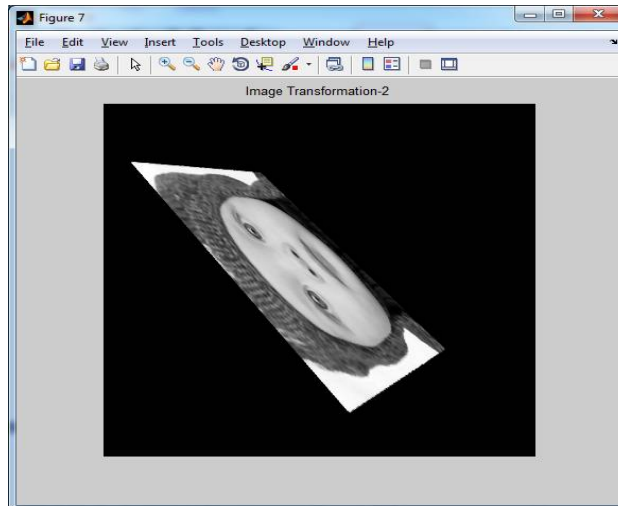 Figure 7
File Edit View Insert Tools Desktop Window Help
Image Transformation-2